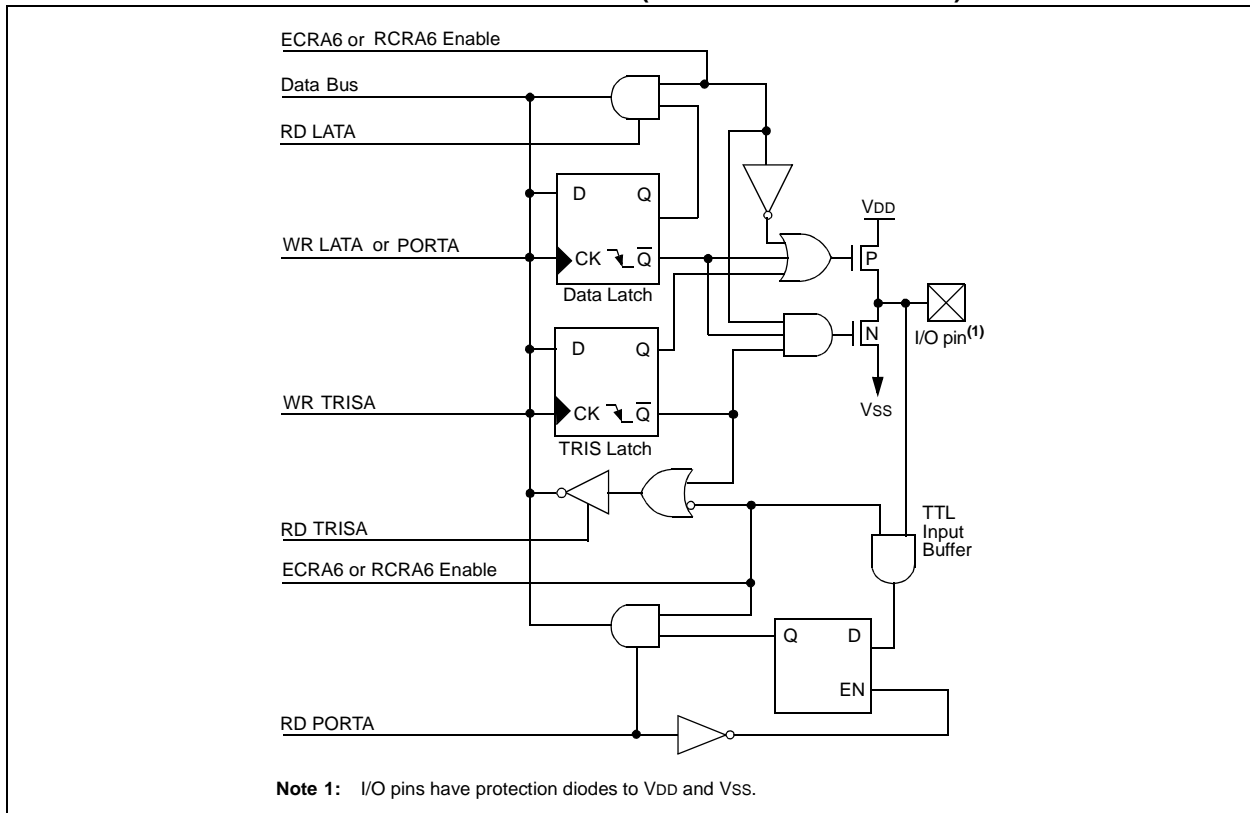 ECRA6 or RCRA6 Enable
Data Bus
RD LATA
D Q
VDD
WR LATA or PORTA
CK Q
P
Data Latch
I/O pin(1)
D Q
N
WR TRISA
CK Q
VSS
TRIS Latch
TTL
Input
Buffer
RD TRISA
ECRA6 or RCRA6 Enable
Q D
EN
RD PORTA
Note 1: I/O pins have protection diodes to VDD and VSS.